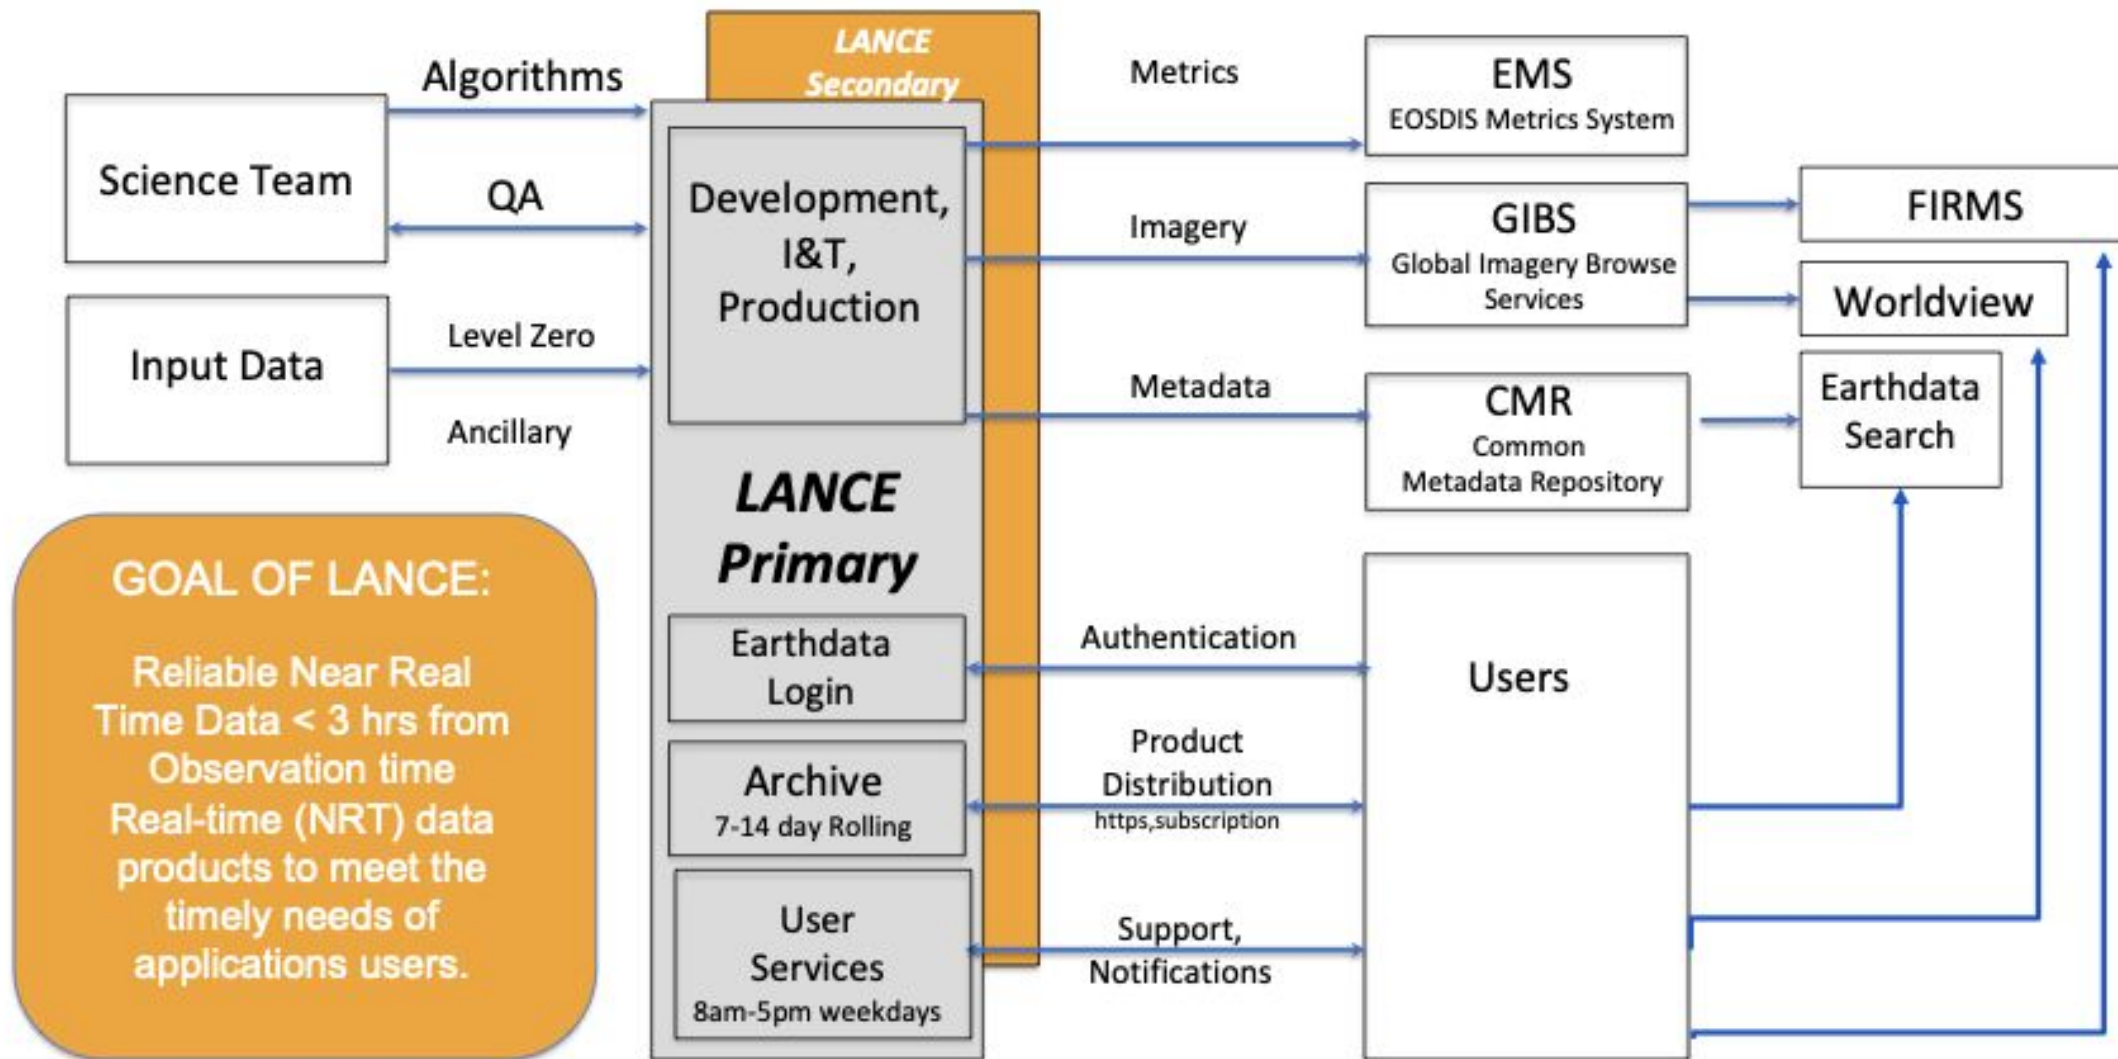 LANCE
Secondary
Algorithms
Science Team
QA
Input Data
Level Zero
Ancillary
Development,
I&T,
Production
LANCE
Primary
Earthdata
Login
Archive
7-14 day Rolling
User
Services
8am-5pm weekdays
Metrics
Imagery
Metadata
Authentication
Product
Distribution
https,subscription
Support,
Notifications
EMS
EOSDIS Metrics System
GIBS
Global Imagery Browse
Services
CMR
Common
Metadata Repository
Users
FIRMS
Worldview
Earthdata
Search
GOAL OF LANCE:
Reliable Near Real
Time Data < 3 hrs from
Observation time
Real-time (NRT) data
products to meet the
timely needs of
applications users.